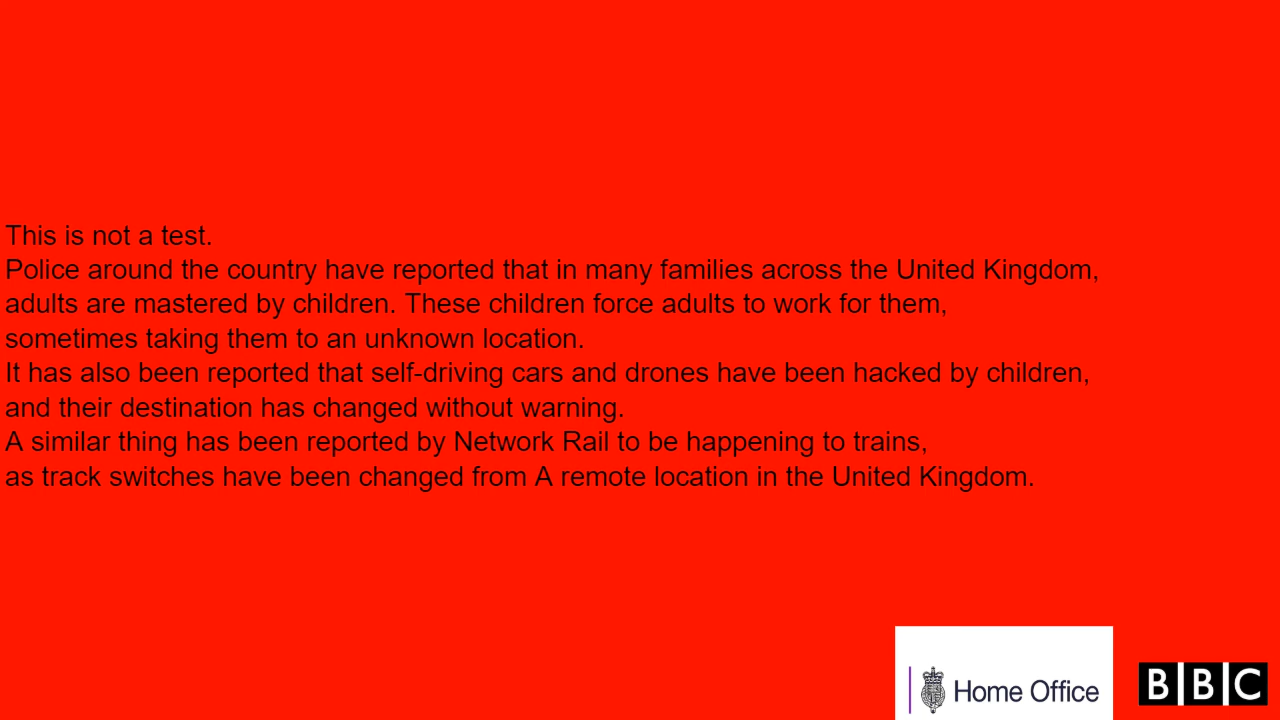 This is not a test.
Police around the country have reported that in many families across the United Kingdom,
adults are mastered by children. These children force adults to work for them,
sometimes taking them to an unknown location.
It has also been reported that self-driving cars and drones have been hacked by children,
and their destination has changed without warning.
A similar thing has been reported by Network Rail to be happening to trains,
as track switches have been changed from A remote location in the United Kingdom.
Home Office
BBC